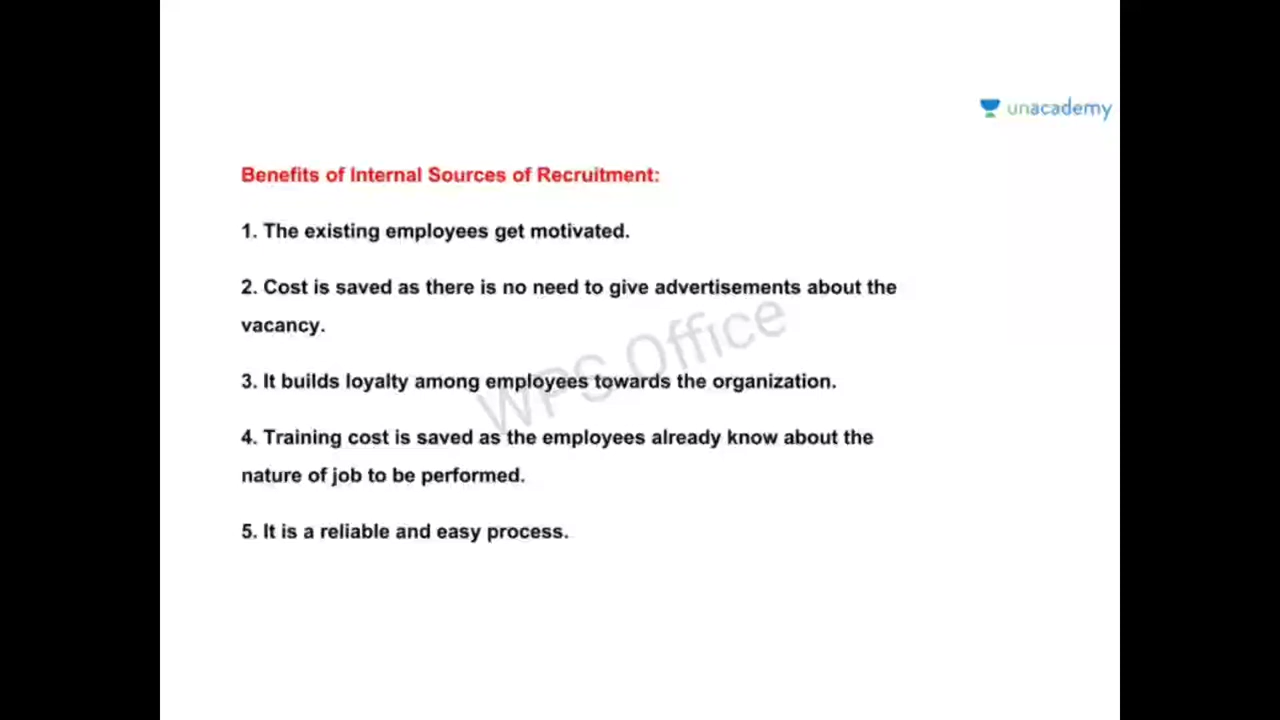 unacademy
Benefits of Internal Sources of Recruitment:
1. The existing employees get motivated.
2. Cost is saved as there is no need to give advertisements about the
vacancy.
WPS Office
3. It builds loyalty among employees towards the organization.
4. Training cost is saved as the employees already know about the
nature of job to be performed.
5. It is a reliable and easy process.